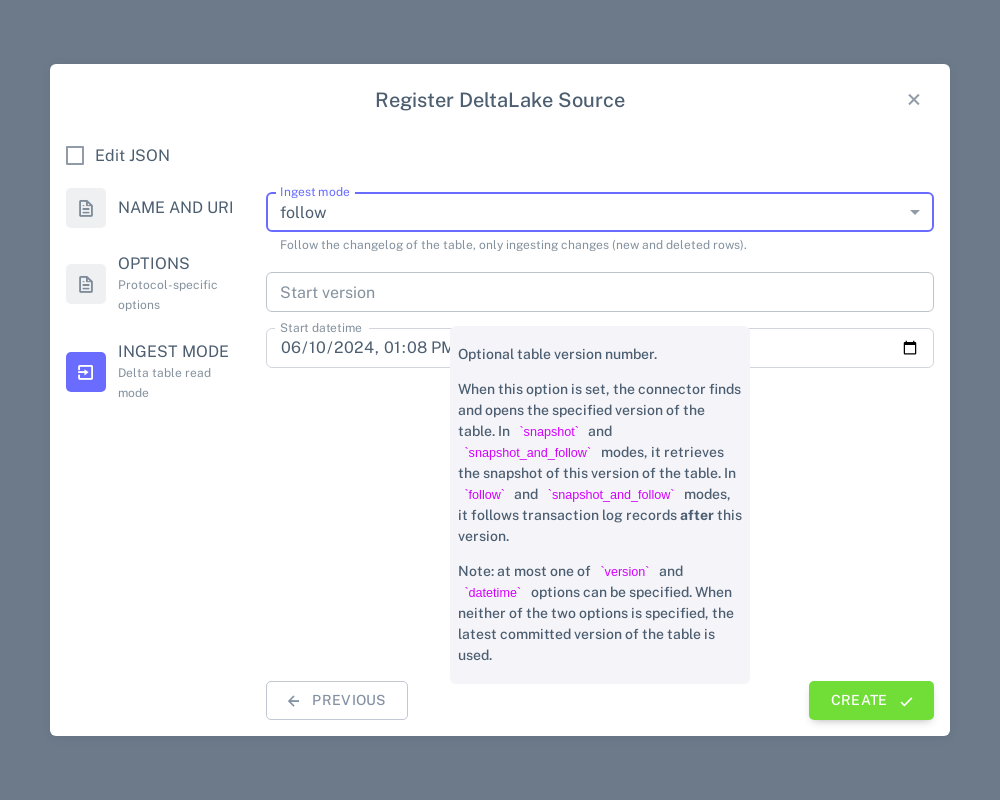 Register DeltaLake Source
Edit JSON
NAME AND URI
OPTIONS
Protocol-specific
options
INGEST MODE
Delta table read
mode
Ingest mode
follow
Follow the changelog of the table, only ingesting changes (new and deleted rows).
Start version
Start datetime
06/10/2024, 01:08 PM
Optional table version number.
When this option is set, the connector finds
and opens the specified version of the
table. In `snapshot` and
`snapshot_and_follow` modes, it retrieves
the snapshot of this version of the table. In
`follow` and `snapshot_and_follow` modes,
it follows transaction log records after this
version.
Note: at most one of `version` and
`datetime` options can be specified. When
neither of the two options is specified, the
latest committed version of the table is
used.
PREVIOUS
CREATE